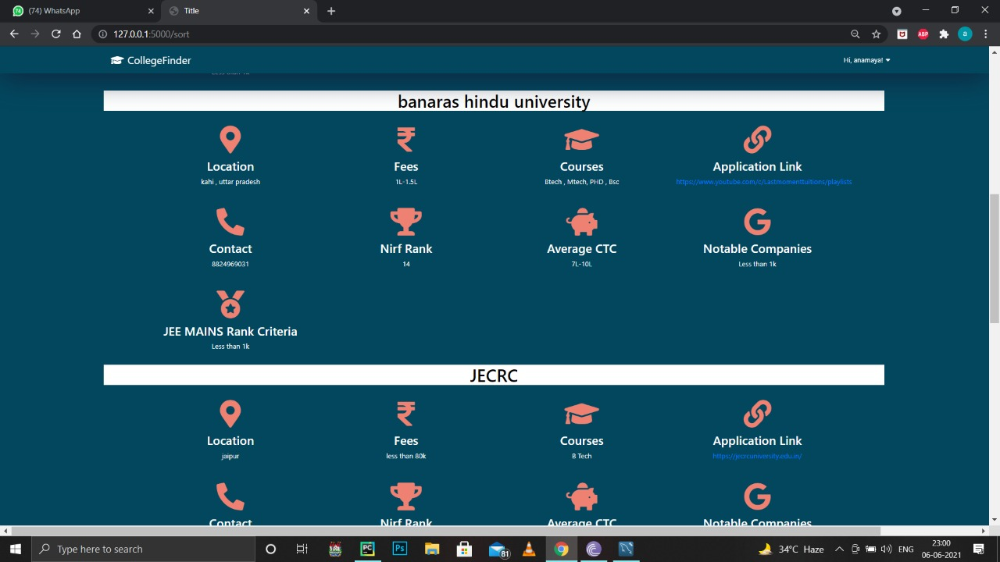 (74) WhatsApp
Title
127.0.0.1:5000/sort
ABP
a
CollegeFinder
Hi, anamaya!
banaras hindu university
Location
Fees
Courses
Application Link
kahi , uttar pradesh
1L-1.5L
Btech , Mtech, PHD , Bsc
https://www.youtube.com/c/Lastmomenttuitions/playlists
Contact
Nirf Rank
Average CTC
Notable Companies
8824969031
14
7L-10L
Less than 1k
JEE MAINS Rank Criteria
Less than 1k
JECRC
Location
Fees
Courses
Application Link
jaipur
less than 80k
B Tech
https://jecrcuniversity.edu.in/
Contact
Nirf Rank
Average CTC
Notable Companies
Type here to search
PC
Ps
81
34°C Haze
ENG
23:00
06-06-2021